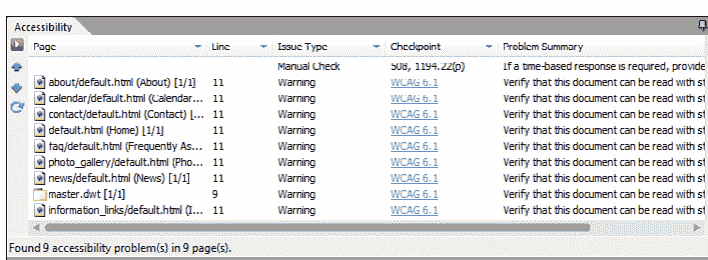 Accessibility
Page Line Issue Type Checkpoint Problem Summary
Manual Check 508, 1194.22(p) If a time-based response is required, provide
about/default.html (About) [1/1] 11 Warning WCAG 6.1 Verify that this document can be read with st
calendar/default.html (Calendar... 11 Warning WCAG 6.1 Verify that this document can be read with st
contact/default.html (Contact) [... 11 Warning WCAG 6.1 Verify that this document can be read with st
default.html (Home) [1/1] 11 Warning WCAG 6.1 Verify that this document can be read with st
faq/default.html (Frequently As... 11 Warning WCAG 6.1 Verify that this document can be read with st
photo_gallery/default.html (Pho... 11 Warning WCAG 6.1 Verify that this document can be read with st
news/default.html (News) [1/1] 11 Warning WCAG 6.1 Verify that this document can be read with st
master.dwt [1/1] 9 Warning WCAG 6.1 Verify that this document can be read with st
information_links/default.html (I... 11 Warning WCAG 6.1 Verify that this document can be read with st
Found 9 accessibility problem(s) in 9 page(s).